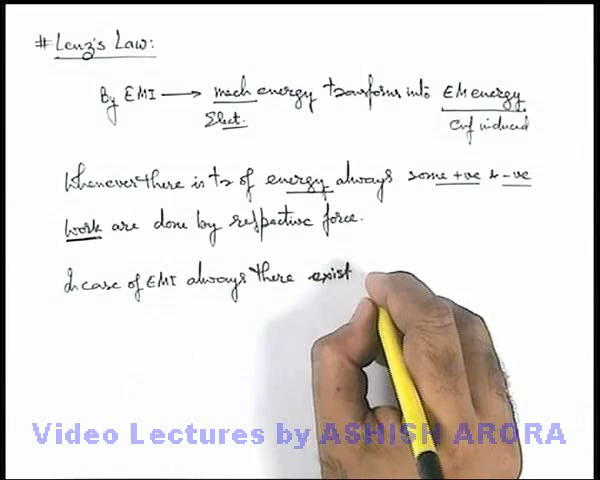 # Lenz's Law:
By EMI → mech energy transforms into EM energy
Elect.
Emf induced
Whenever there is t2 of energy always some +ve & -ve
work are done by respective force.
In case of EMI always there exist
Video Lectures by ASHISH ARORA